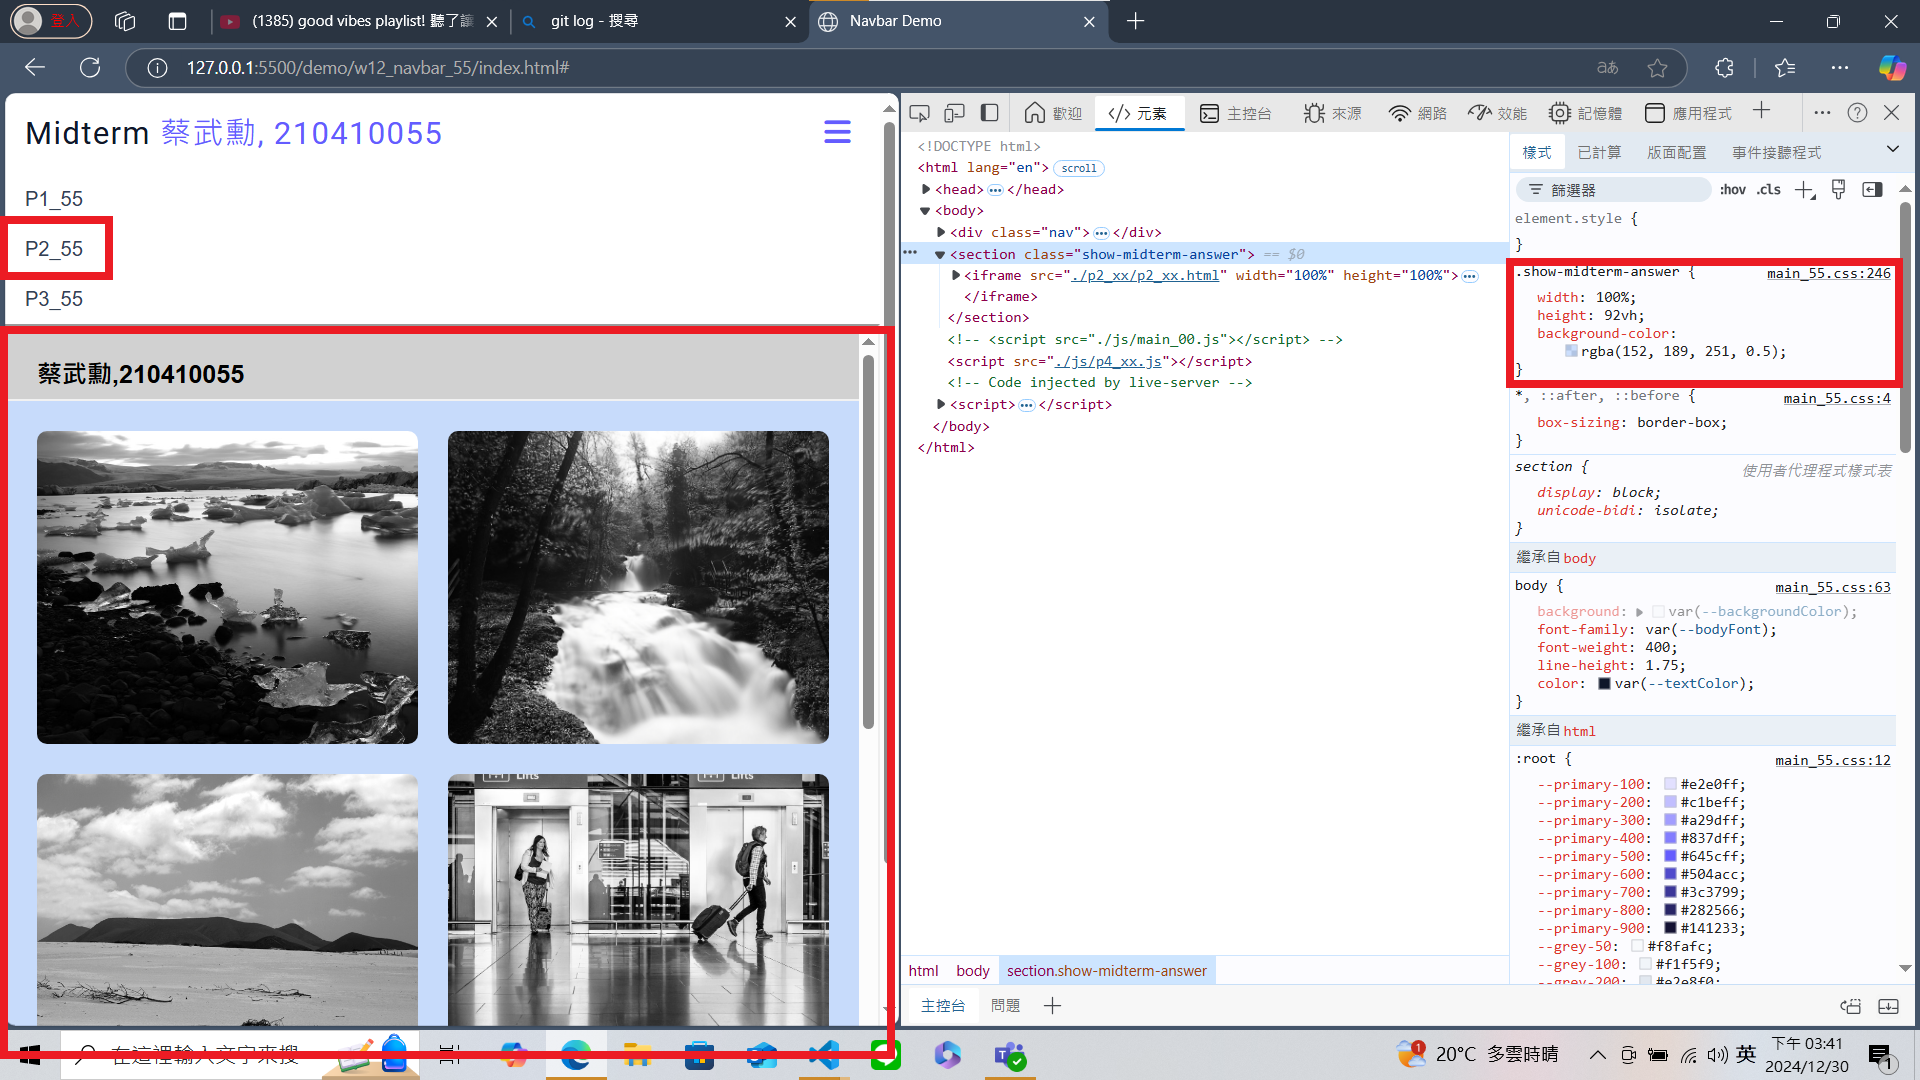 登入
(1385) good vibes playlist! 聽了讓
git log - 搜尋
Navbar Demo
127.0.0.1:5500/demo/w12_navbar_55/index.html#
Midterm 蔡武勳, 210410055
P1_55
P2_55
P3_55
蔡武勳,210410055
Lifts
Lifts
歡迎
元素
主控台
來源
網路
效能
記憶體
應用程式
<!DOCTYPE html>
<html lang="en"> scroll
<head> </head>
<body>
<div class="nav"> </div>
<section class="show-midterm-answer"> == $0
<iframe src="./p2_xx/p2_xx.html" width="100%" height="100%">
</iframe>
</section>
<!-- <script src="./js/main_00.js"></script> -->
<script src="./js/p4_xx.js"></script>
<!-- Code injected by live-server -->
<script> </script>
</body>
</html>
html body section.show-midterm-answer
主控台 問題
樣式 已計算 版面配置 事件接聽程式
篩選器 :hov .cls
element.style {
}
.show-midterm-answer { main_55.css:246
width: 100%;
height: 92vh;
background-color:
rgba(152, 189, 251, 0.5);
}
*, ::after, ::before { main_55.css:4
box-sizing: border-box;
}
section { 使用者代理程式樣式表
display: block;
unicode-bidi: isolate;
}
繼承自 body
body { main_55.css:63
background: var(--backgroundColor);
font-family: var(--bodyFont);
font-weight: 400;
line-height: 1.75;
color: var(--textColor);
}
繼承自 html
:root { main_55.css:12
--primary-100: #e2e0ff;
--primary-200: #c1beff;
--primary-300: #a29dff;
--primary-400: #837dff;
--primary-500: #645cff;
--primary-600: #504acc;
--primary-700: #3c3799;
--primary-800: #282566;
--primary-900: #141233;
--grey-50: #f8fafc;
--grey-100: #f1f5f9;
--grey-200: #e2e8f0;
在這裡輸入文字來搜
1
20°C 多雲時晴
英
下午 03:41
2024/12/30
1